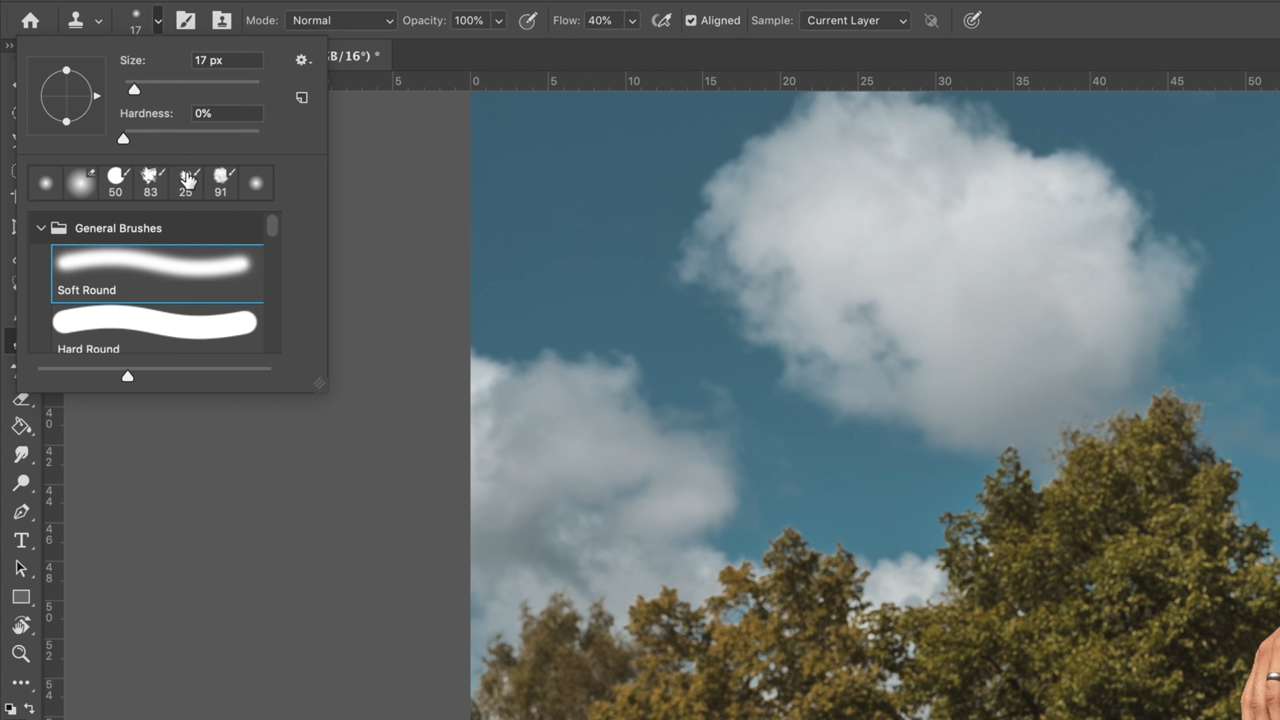 17 Mode: Normal Opacity: 100% Flow: 40% Aligned Sample: Current Layer
B/16*) *
Size: 17 px
Hardness: 0%
5 0 5 10 15 20 25 30 35 40 45 50
50 83 25 91
General Brushes
Soft Round
Hard Round
T
40
42
44
46
48
50
52
54